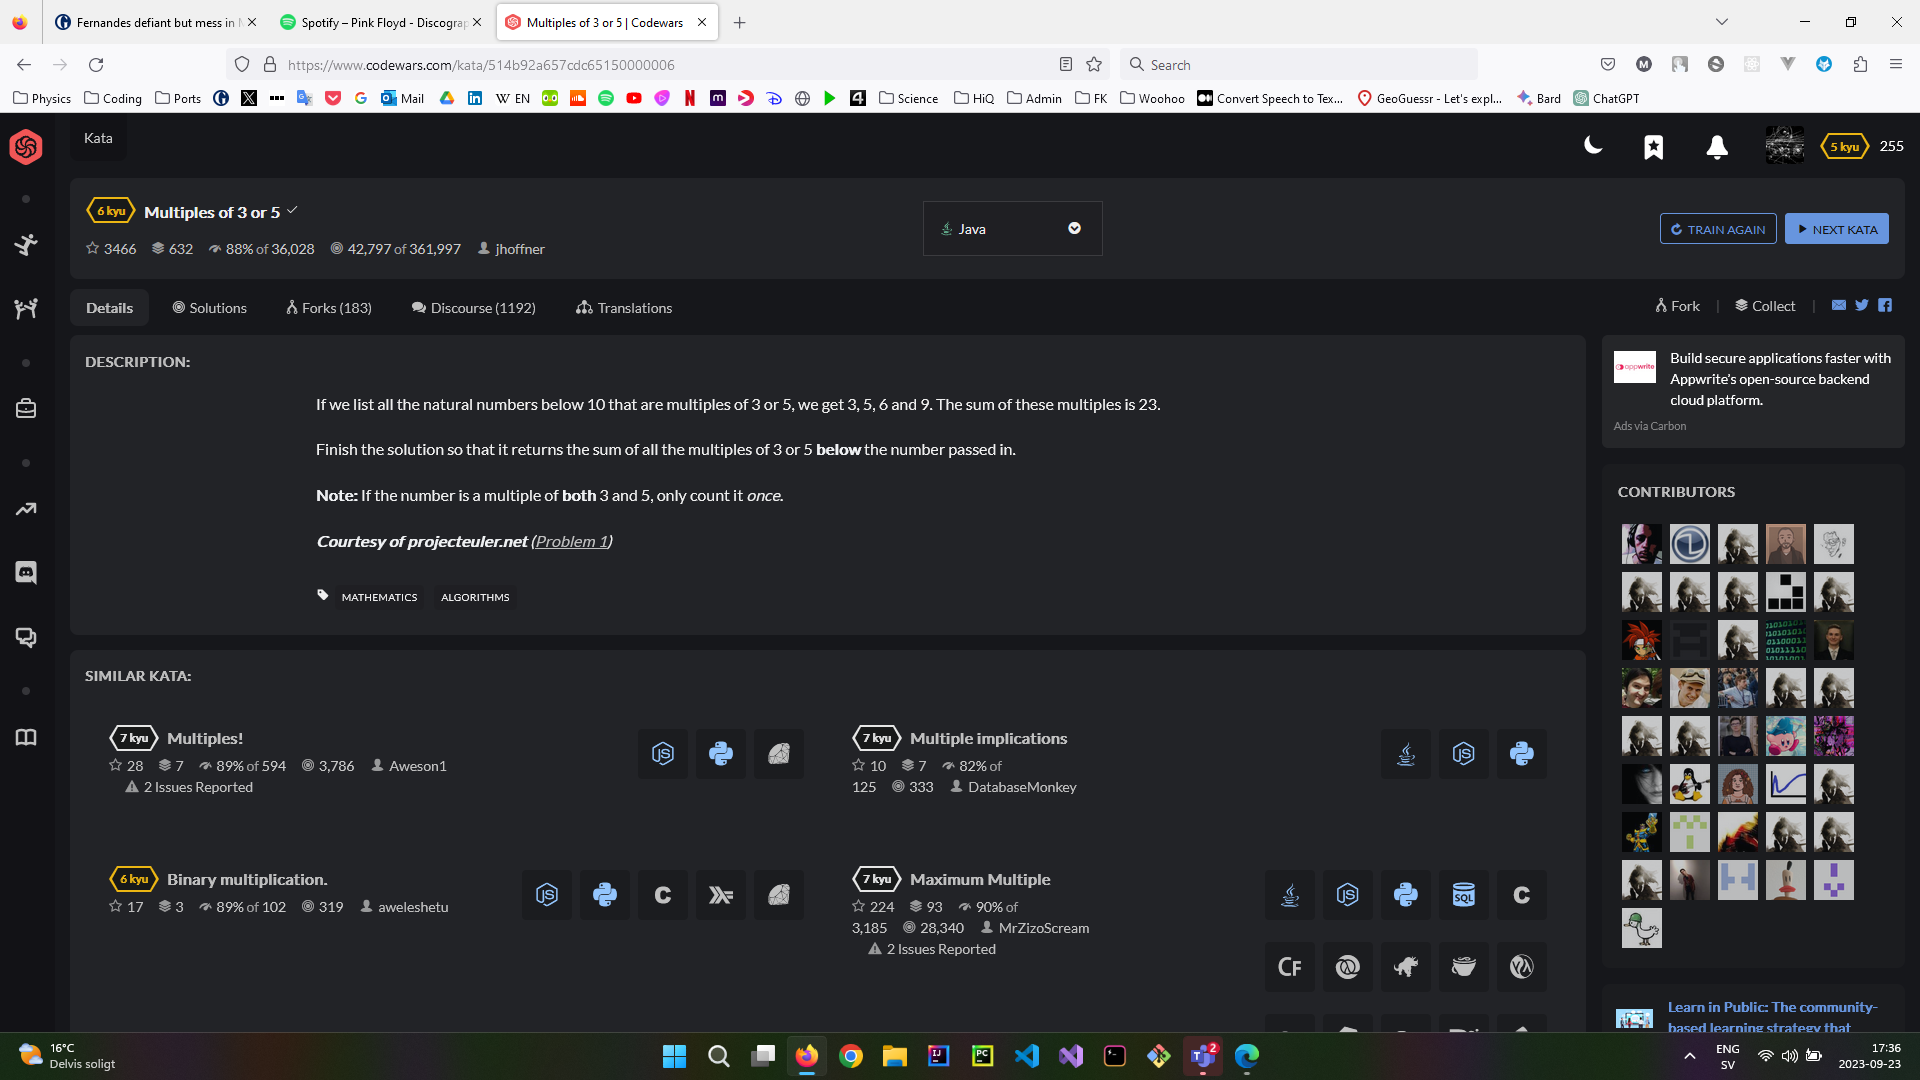 Fernandes defiant but mess in M
Spotify – Pink Floyd - Discograp
Multiples of 3 or 5 | Codewars
https://www.codewars.com/kata/514b92a657cdc65150000006
Search
Physics Coding Ports Mail EN Science HiQ Admin FK Woohoo Convert Speech to Tex... GeoGuessr - Let's expl... Bard ChatGPT
Kata
5 kyu 255
6 kyu Multiples of 3 or 5
Java
TRAIN AGAIN NEXT KATA
3466 632 88% of 36,028 42,797 of 361,997 jhoffner
Details Solutions Forks (183) Discourse (1192) Translations
Fork | Collect |
DESCRIPTION:
If we list all the natural numbers below 10 that are multiples of 3 or 5, we get 3, 5, 6 and 9. The sum of these multiples is 23.
Finish the solution so that it returns the sum of all the multiples of 3 or 5 below the number passed in.
Note: If the number is a multiple of both 3 and 5, only count it once.
Courtesy of projecteuler.net (Problem 1)
MATHEMATICS ALGORITHMS
appwrite
Build secure applications faster with
Appwrite's open-source backend
cloud platform.
Ads via Carbon
CONTRIBUTORS
SIMILAR KATA:
7 kyu Multiples!
28 7 89% of 594 3,786 Aweson1
2 Issues Reported
7 kyu Multiple implications
10 7 82% of
125 333 DatabaseMonkey
6 kyu Binary multiplication.
17 3 89% of 102 319 aweleshetu
7 kyu Maximum Multiple
224 93 90% of
3,185 28,340 MrZizoScream
2 Issues Reported
SQL
CF
Learn in Public: The community-
based learning strategy that
16°C
Delvis soligt
ENG
SV
17:36
2023-09-23